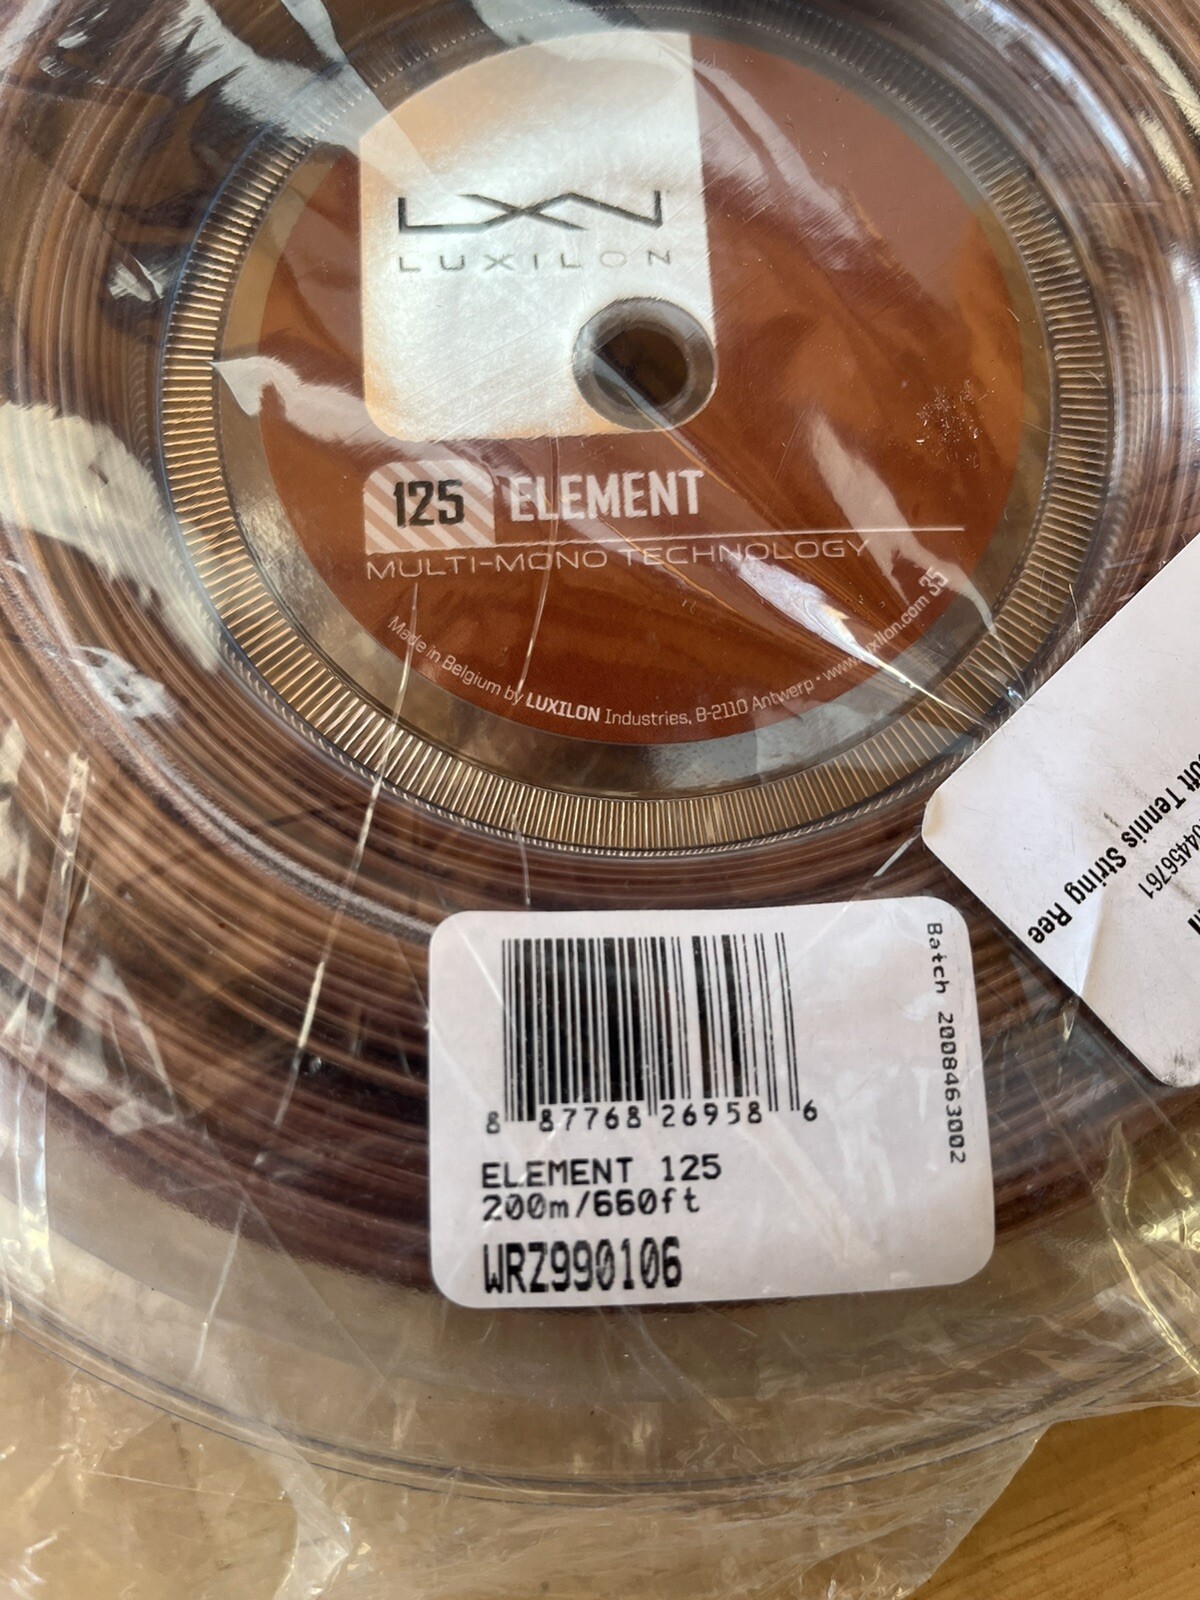 LXN
LUXILON
125 ELEMENT
MULTI-MONO TECHNOLOGY
Made in Belgium by LUXILON Industries, B-2110 Antwerp • www.luxilon.com 35
Tennis String Ree
8 87768 26958 6
ELEMENT 125
200m/660ft
WRZ990106
Batch 2008463002